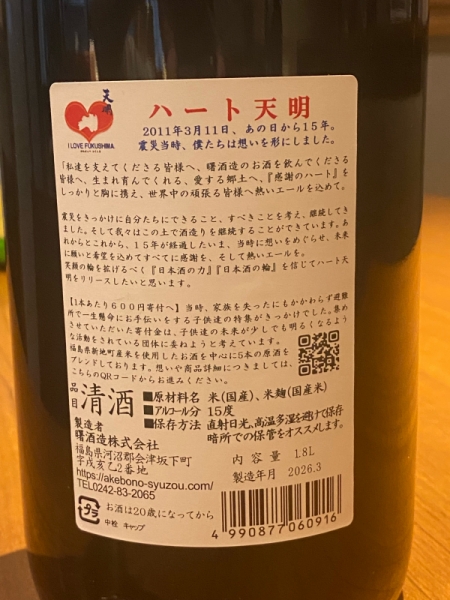 天明
I LOVE FUKUSHIMA
ハート天明
2011年3月11日、あの日から15年。
震災当時、僕たちは想いを形にしました。
「私達を支えてくださる皆様へ、曙酒造のお酒を飲んでくださる
皆様へ、生まれ育んでくれる、愛する郷土へ、『感謝のハート』を
しっかりと胸に携え、世界中の頑張る皆様へ熱いエールを込めて。
震災をきっかけに自分たちにできること、すべきことを考え、継続してき
ました。そして我々はこの土で酒造りを継続することができています。あ
れからとこれから、15年が経過したいま、当時に想いをめぐらせ、未来
に願いと希望を込めてすべてに感謝を、そして熱いエールを。
笑顔の輪を拡げるべく『日本酒の力』『日本酒の輪』を信じてハート天
明をリリースしたいと思います。
【1本あたり600円寄付へ】当時、家族を失ったにもかかわらず避難
所で一生懸命にお手伝いをする子供達の特集がきっかけでした。集め
させていただいた寄付金は、子供達の未来が少しでも明るくなるよう
な活動をされている団体に委ねようと考えています。
福島県新地町産米を使用したお酒を中心に5本の原酒を
ブレンドしております。想いや商品詳細につきましては、
こちらのQRコードからお進みください。
品目 清酒
■原材料名 米(国産)、米麹(国産米)
■アルコール分 15度
■保存方法 直射日光、高温多湿を避けて保存
暗所での保管をオススメします。
製造者
曙酒造株式会社
福島県河沼郡会津坂下町
字戌亥乙2番地
https://akebono-syuzou.com/
TEL0242-83-2065
内容量 1.8L
製造年月 2026.3
プラ
お酒は20歳になってから
中栓 キャップ
4990877060916